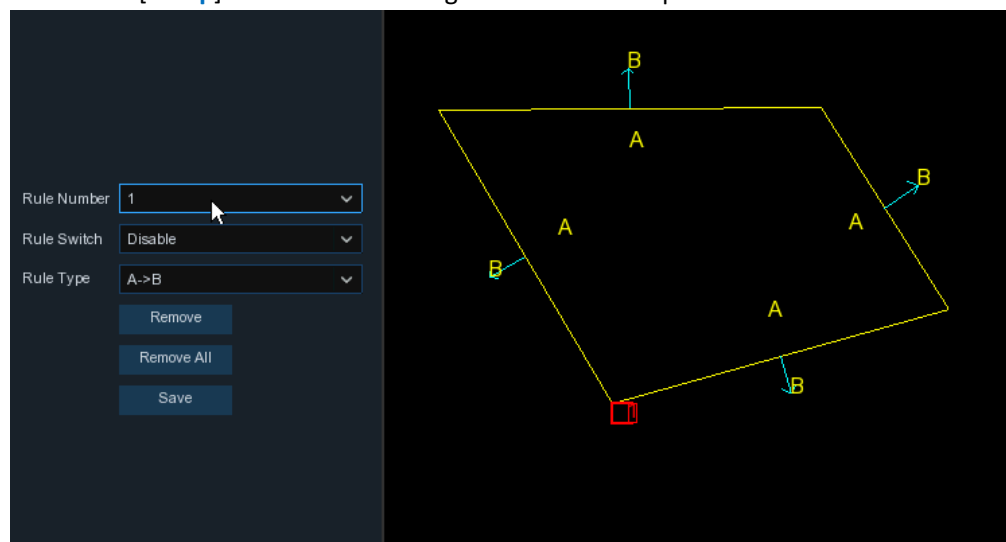 Rule Number 1
Rule Switch Disable
Rule Type A->B
Remove
Remove All
Save
B
A
B
A
A
B
A
B